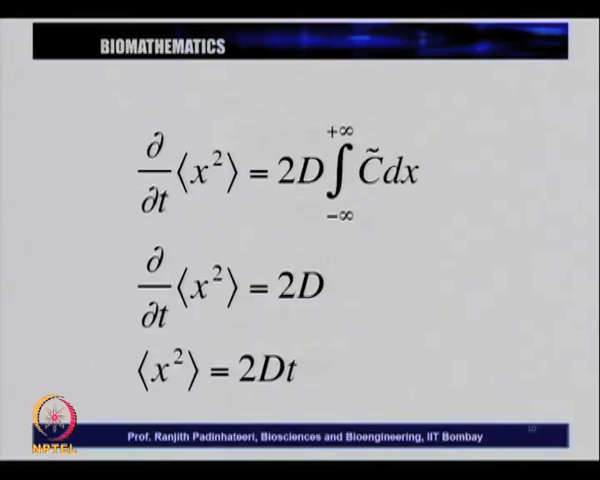 BIOMATHEMATICS
∂/∂t ⟨x²⟩ = 2D ∫_{-∞}^{+∞} C̃dx
∂/∂t ⟨x²⟩ = 2D
⟨x²⟩ = 2Dt
10
Prof. Ranjith Padinhateeri, Biosciences and Bioengineering, IIT Bombay
NPTEL